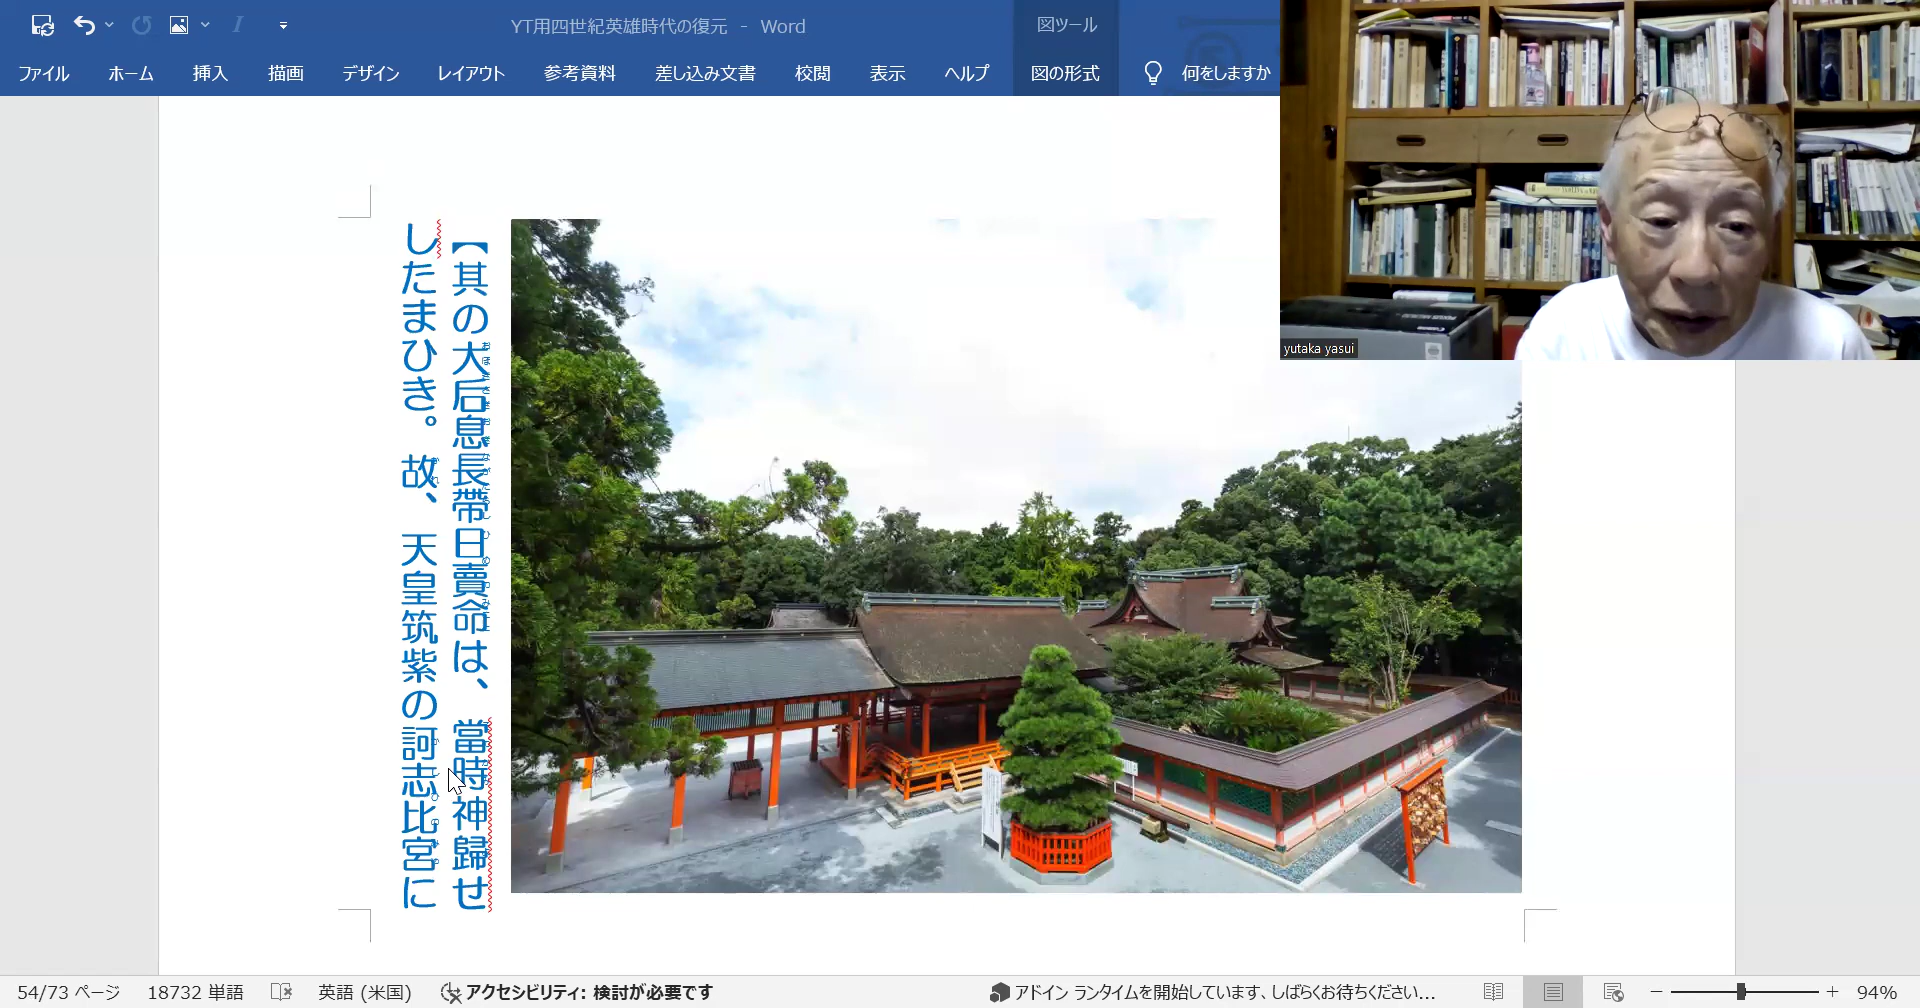 YT用四世紀英雄時代の復元 - Word
図ツール
ファイル
ホーム
挿入
描画
デザイン
レイアウト
参考資料
差し込み文書
校閲
表示
ヘルプ
図の形式
何をしますか
yutaka yasui
【其の大后息長帶日賣命は、當時神歸せ
したまひき。故、天皇筑紫の訶志比宮に
54/73 ページ
18732 単語
英語 (米国)
アクセシビリティ: 検討が必要です
アドイン ランタイムを開始しています、しばらくお待ちください...
94%